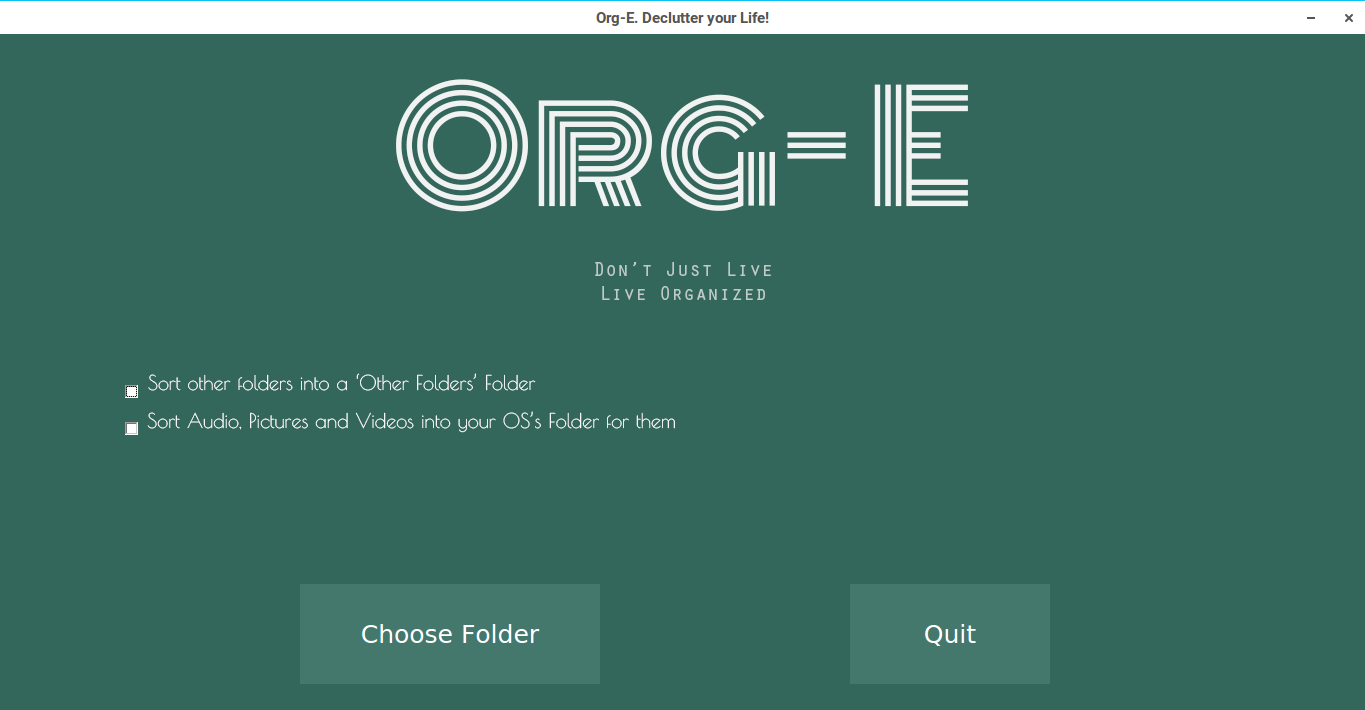 Org-E. Declutter your Life!
ORG-E
Don't Just Live
Live Organized
Sort other folders into a 'Other Folders' Folder
Sort Audio, Pictures and Videos into your OS's Folder for them
Choose Folder
Quit